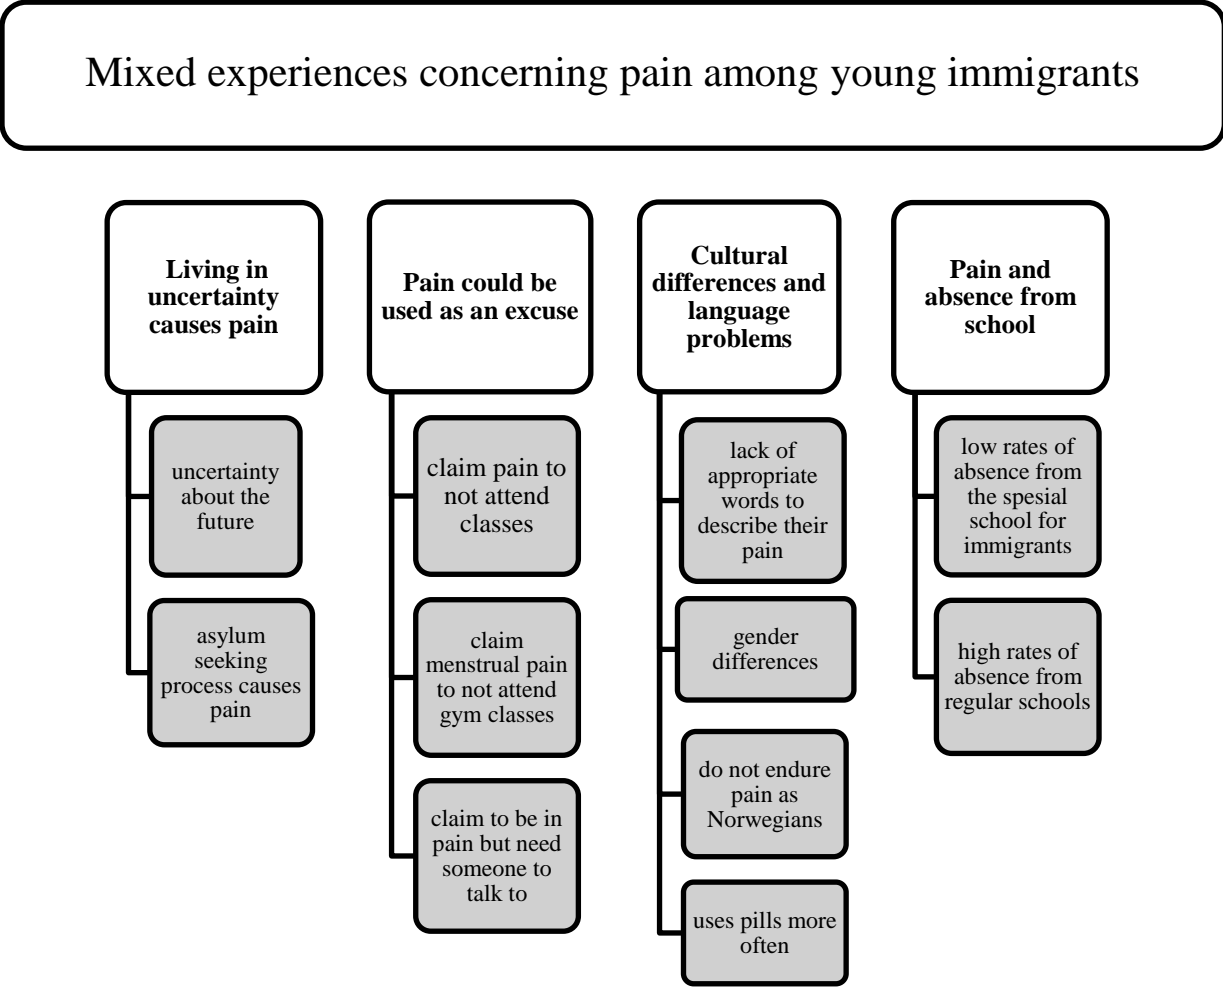 Mixed experiences concerning pain among young immigrants
Living in
uncertainty
causes pain
uncertainty
about the
future
asylum
seeking
process causes
pain
Pain could be
used as an excuse
claim pain to
not attend
classes
claim
menstrual pain
to not attend
gym classes
claim to be in
pain but need
someone to
talk to
Cultural
differences and
language
problems
lack of
appropriate
words to
describe their
pain
gender
differences
do not endure
pain as
Norwegians
uses pills more
often
Pain and
absence from
school
low rates of
absence from
the spesial
school for
immigrants
high rates of
absence from
regular schools